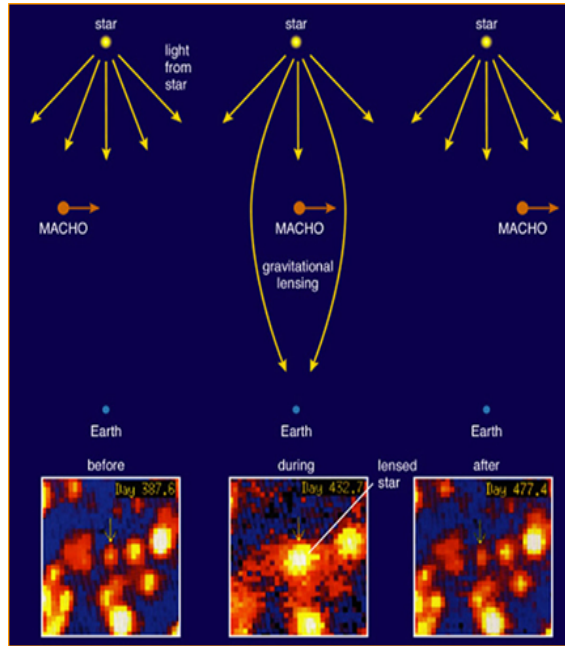 star
star
star
light
from
star
MACHO
MACHO
MACHO
gravitational
lensing
Earth
Earth
Earth
before
during
lensed
star
after
Day 387.6
Day 432.7
Day 477.4